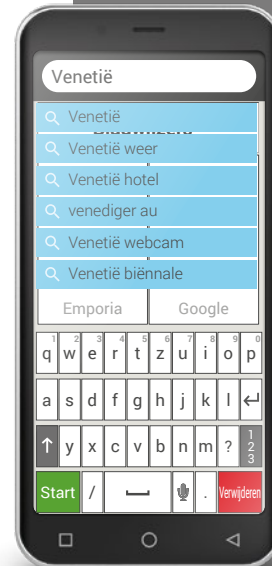 Venetië
Venetië
Venetië weer
Venetië hotel
venediger au
Venetië webcam
Venetië biënnale
Emporia Google
1 2 3 4 5 6 7 8 9 0
q w e r t z u i o p
a s d f g h j k l ↵
↑ y x c v b n m ? 1 2 3
Start / . Verwijderen